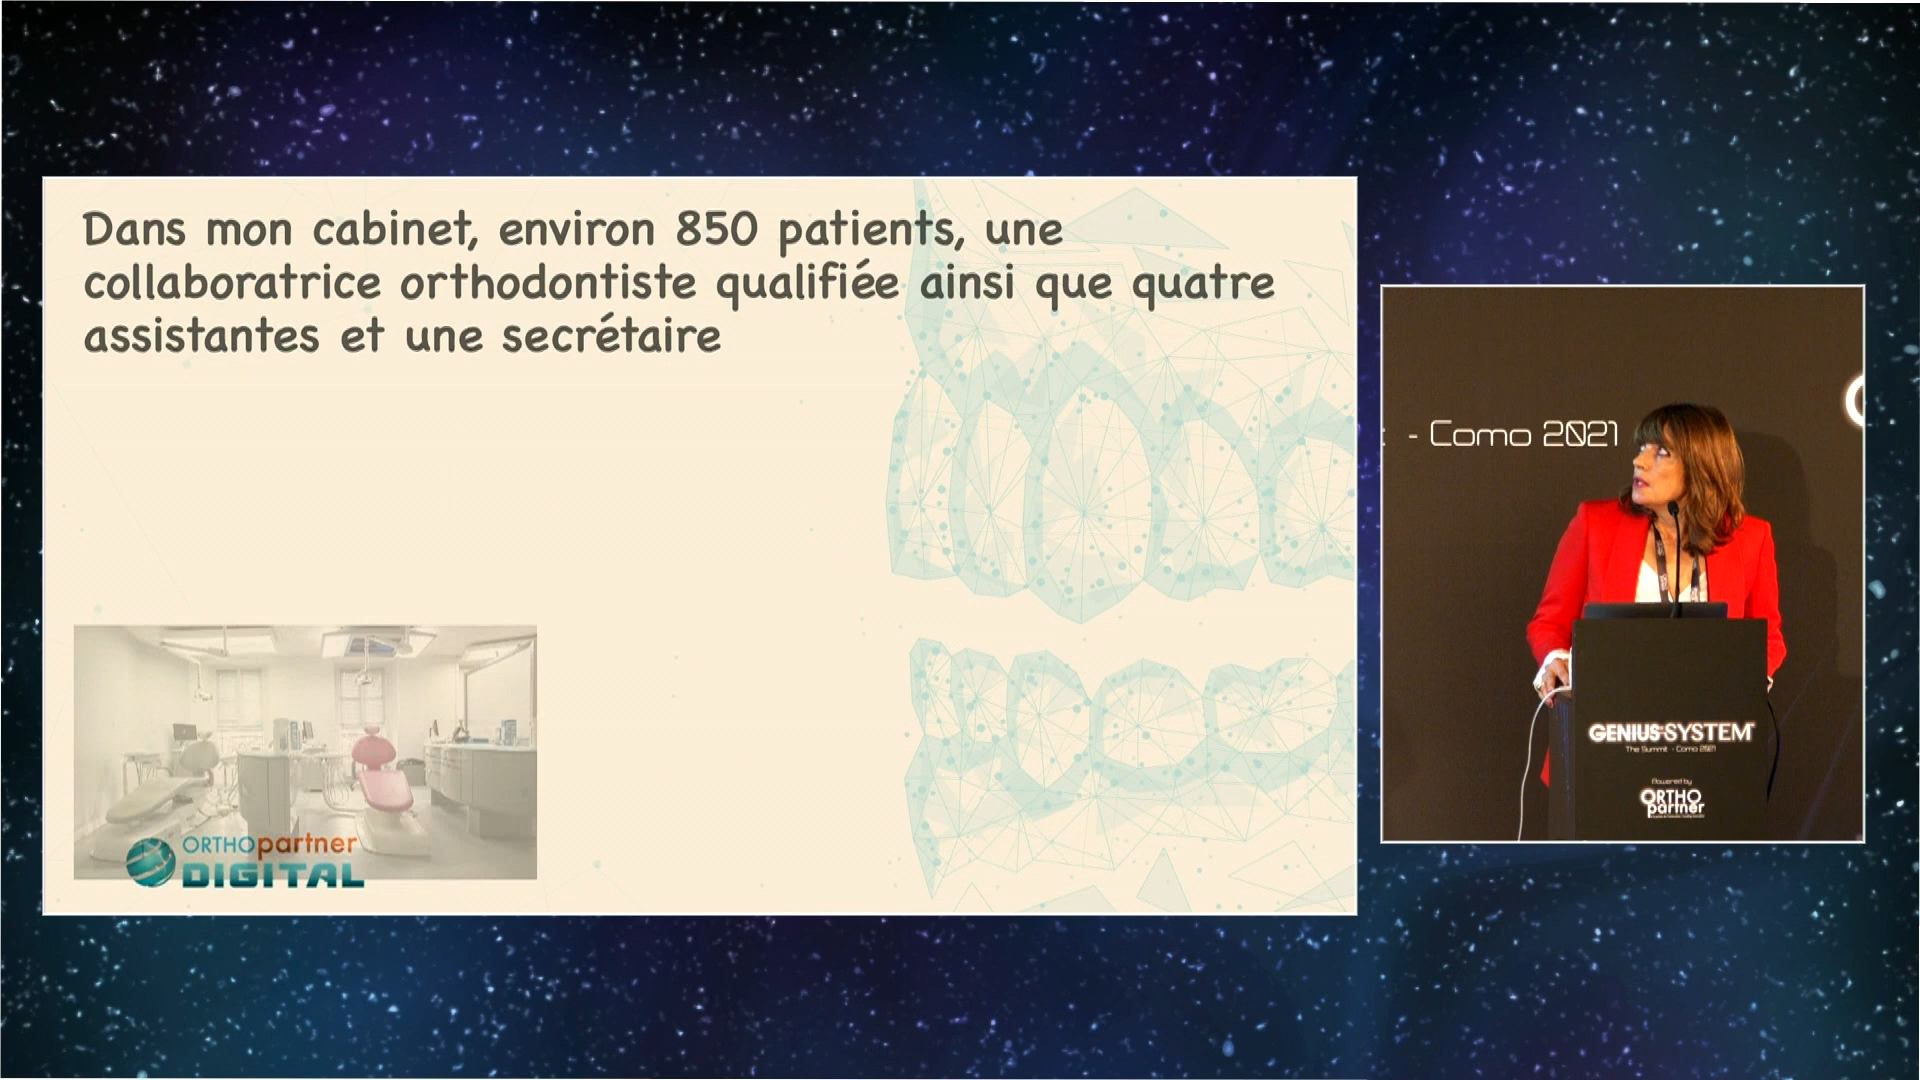 Dans mon cabinet, environ 850 patients, une
collaboratrice orthodontiste qualifiée ainsi que quatre
assistantes et une secrétaire
ORTHOpartner
DIGITAL
- Como 2021
GENIUS SYSTEM
The Summit - Como 2021
Powered by
ORTHO
partner